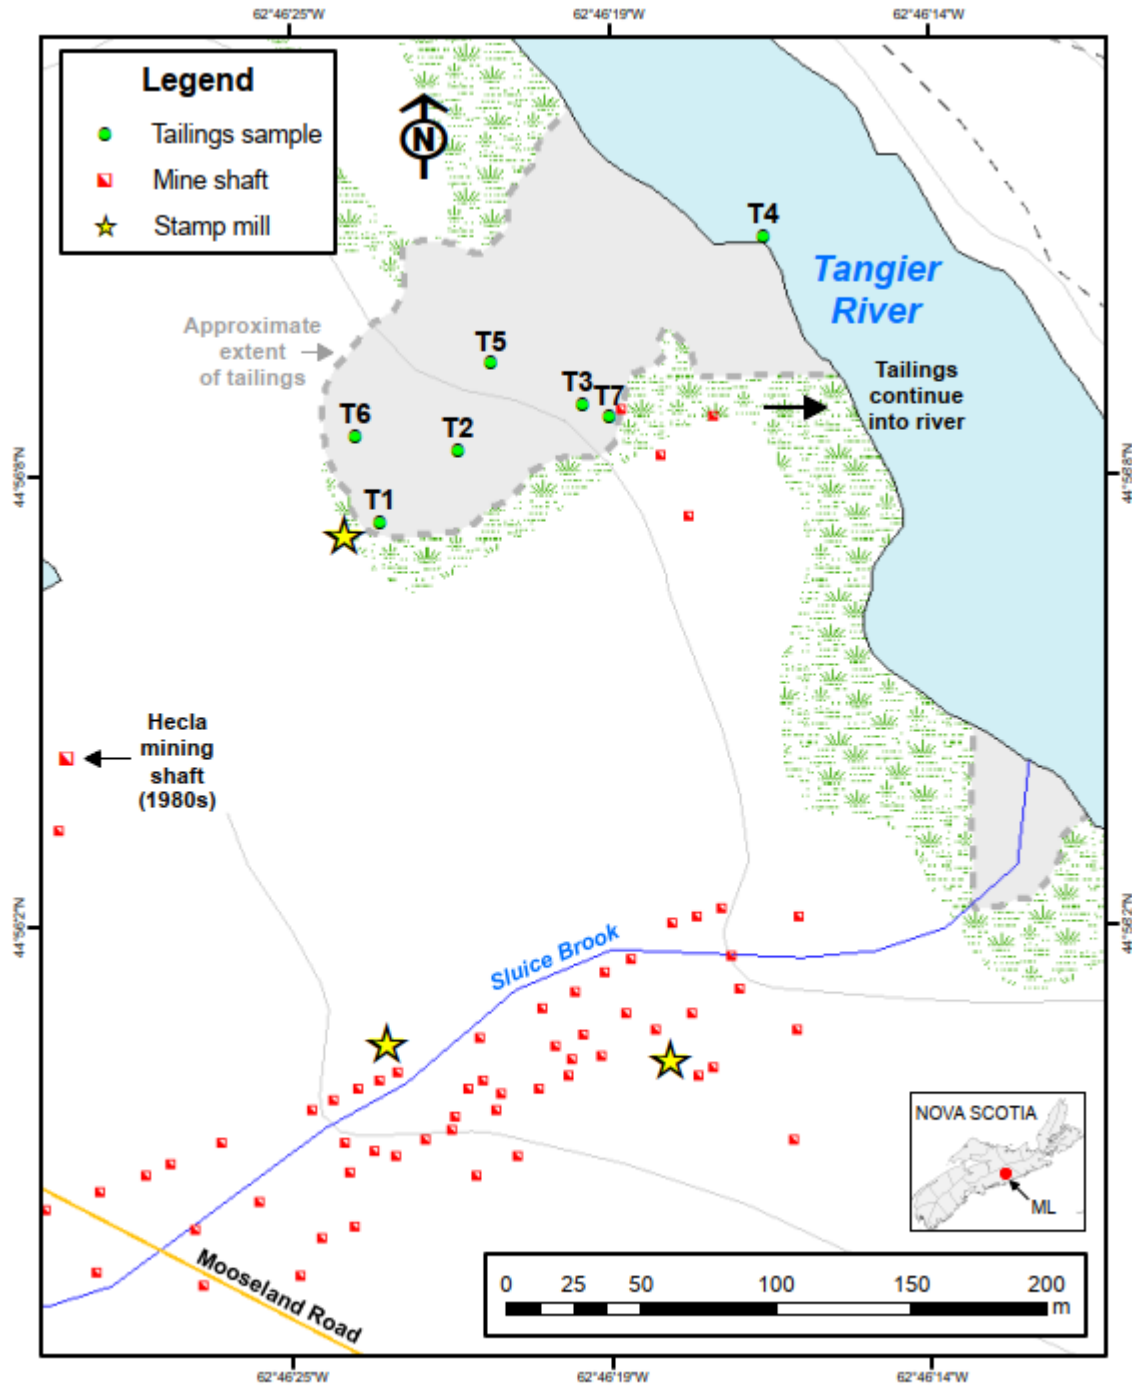 62°46'25"W
62°46'19"W
62°46'14"W
Legend
Tailings sample
Mine shaft
Stamp mill
N
T4
Tangier
River
Approximate
extent
of tailings
T5
T3
T7
T6
T2
T1
Tailings
continue
into river
44°56'8"N
44°56'8"N
Hecla
mining
shaft
(1980s)
44°56'2"N
44°56'2"N
Sluice Brook
NOVA SCOTIA
ML
Mooseland Road
0 25 50 100 150 200
m
62°46'25"W
62°46'19"W
62°46'14"W